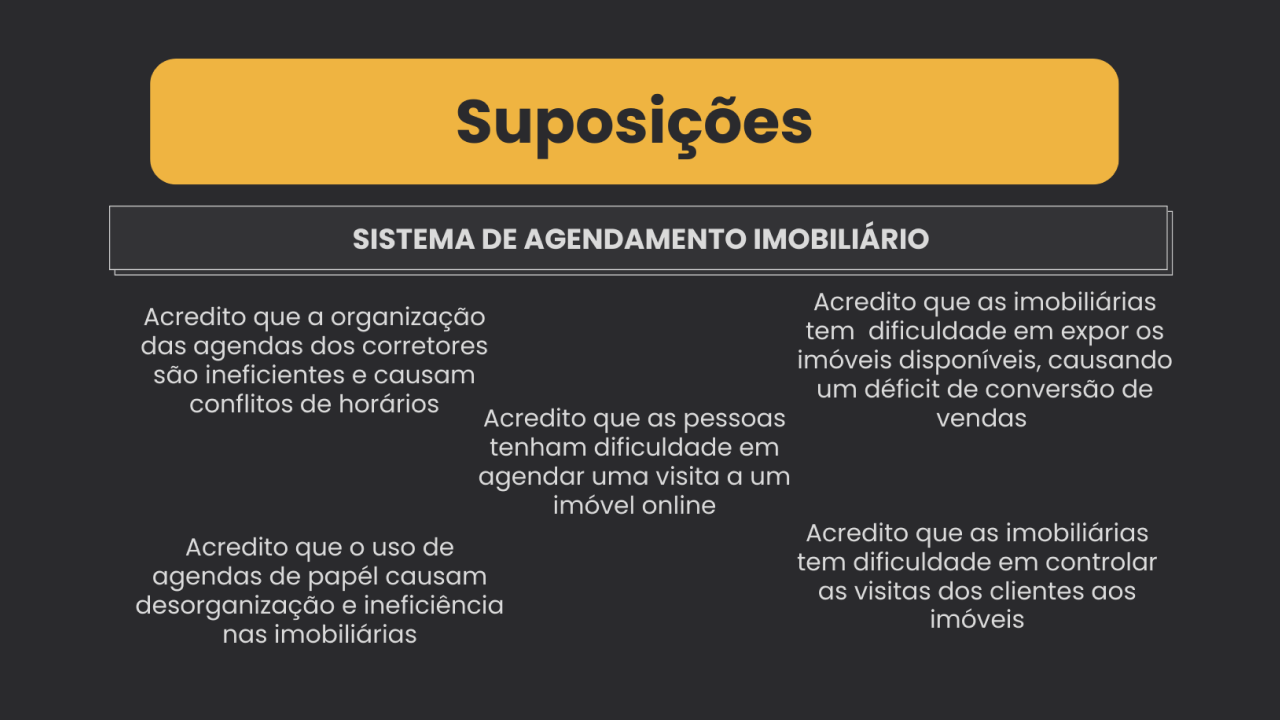 Suposições
SISTEMA DE AGENDAMENTO IMOBILIÁRIO
Acredito que a organização
das agendas dos corretores
são ineficientes e causam
conflitos de horários
Acredito que as imobiliárias
tem  dificuldade em expor os
imóveis disponíveis, causando
um déficit de conversão de
vendas
Acredito que as pessoas
tenham dificuldade em
agendar uma visita a um
imóvel online
Acredito que o uso de
agendas de papél causam
desorganização e ineficiência
nas imobiliárias
Acredito que as imobiliárias
tem dificuldade em controlar
as visitas dos clientes aos
imóveis